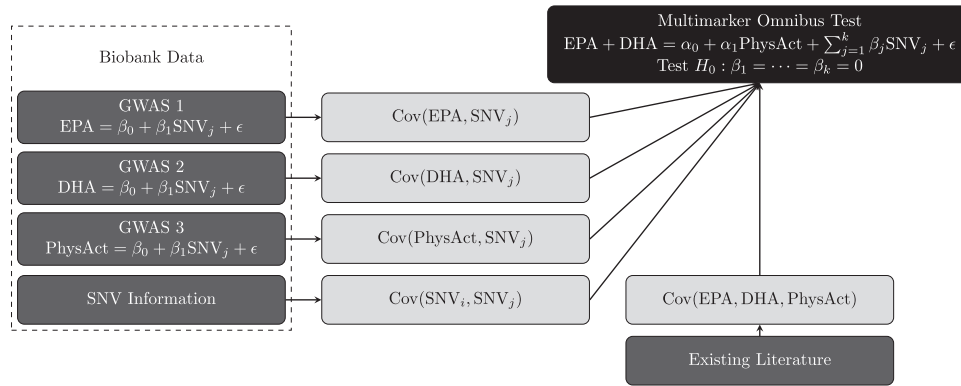 Multimarker Omnibus Test
EPA + DHA = α₀ + α₁PhysAct + ∑ᵏⱼ₌₁ βⱼSNVⱼ + ϵ
Test H₀ : β₁ = ⋯ = βₖ = 0
Biobank Data
GWAS 1
EPA = β₀ + β₁SNVⱼ + ϵ
Cov(EPA, SNVⱼ)
GWAS 2
DHA = β₀ + β₁SNVⱼ + ϵ
Cov(DHA, SNVⱼ)
GWAS 3
PhysAct = β₀ + β₁SNVⱼ + ϵ
Cov(PhysAct, SNVⱼ)
SNV Information
Cov(SNVᵢ, SNVⱼ)
Cov(EPA, DHA, PhysAct)
Existing Literature